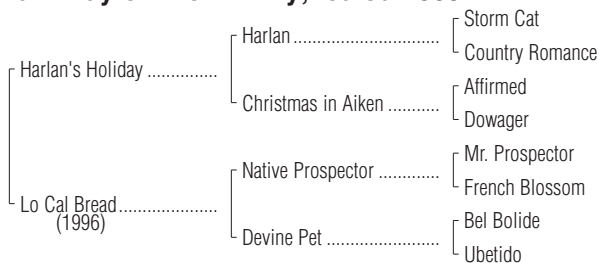 Storm Cat
Harlan
Country Romance
Harlan's Holiday
Affirmed
Christmas in Aiken
Dowager
Mr. Prospector
Native Prospector
French Blossom
Lo Cal Bread
(1996)
Bel Bolide
Devine Pet
Ubetido